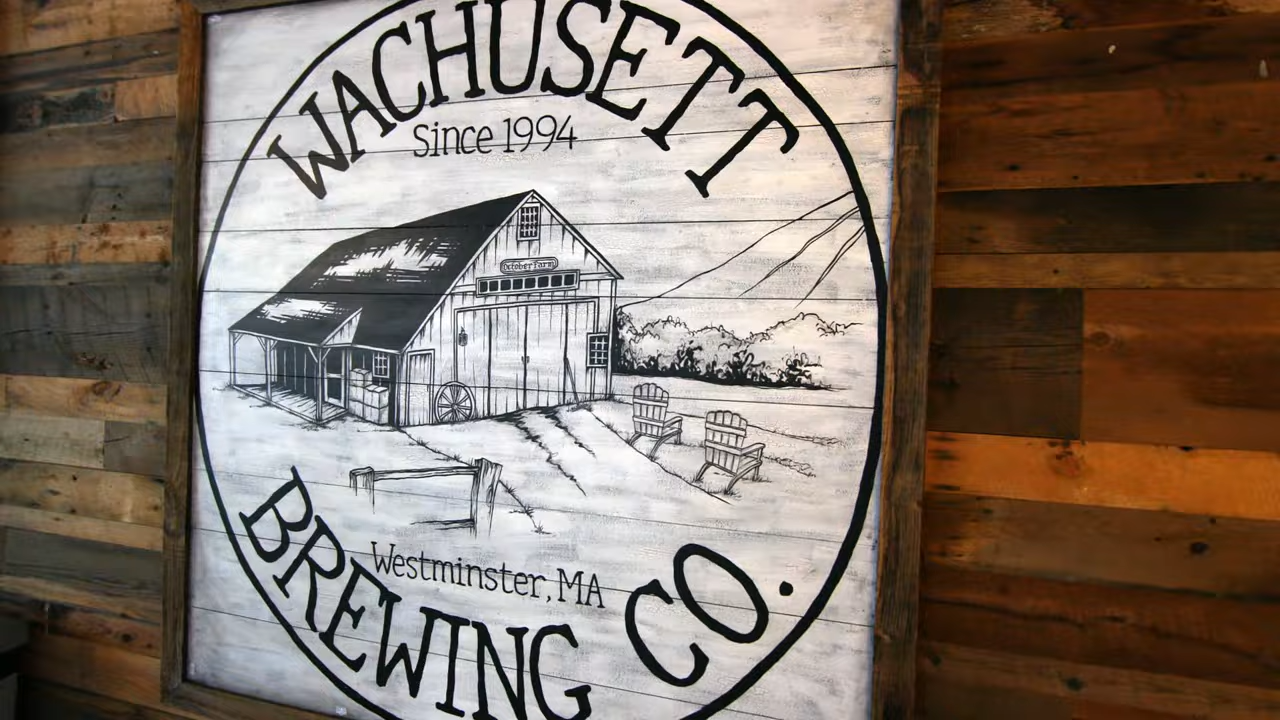 WACHUSETT
Since 1994
October Farm
Westminster, MA
BREWING CO.